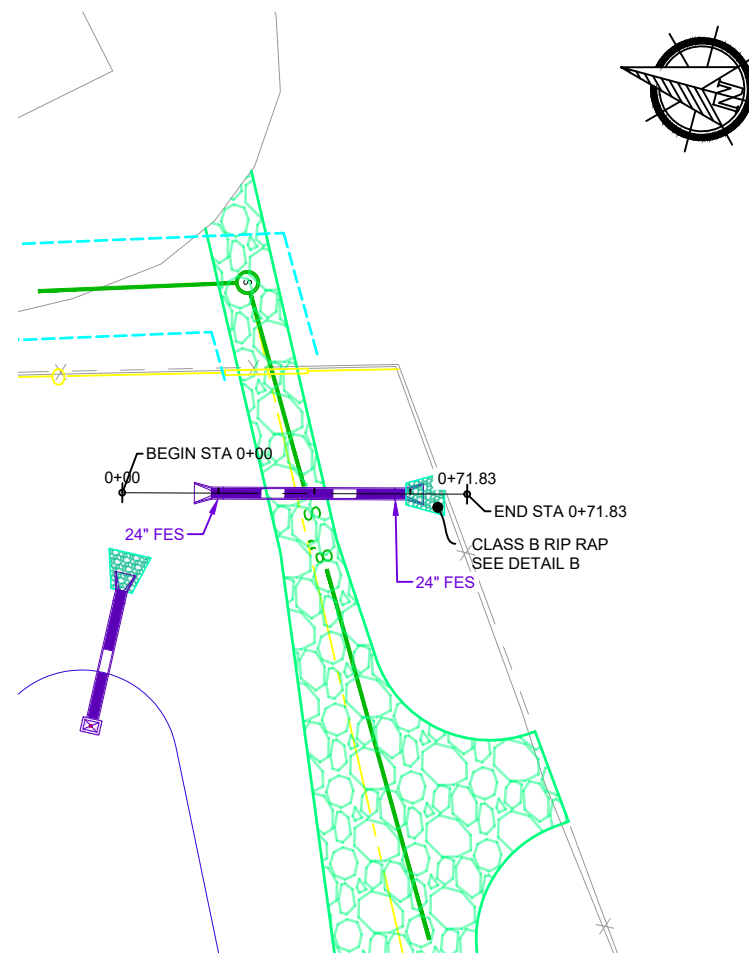 N
S
BEGIN STA 0+00
0+00
0+71.83
END STA 0+71.83
24" FES
CLASS B RIP RAP
SEE DETAIL B
24" FES
8" S